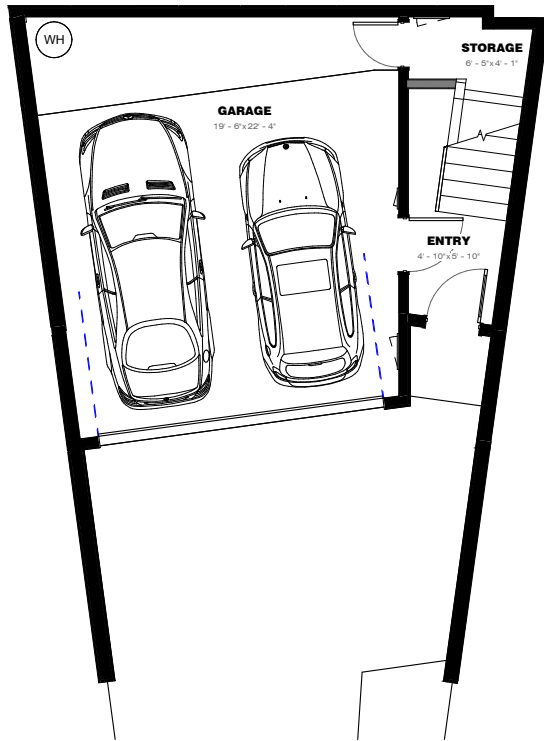 WH
STORAGE
6' - 5"x 4' - 1"
GARAGE
19' - 6"x 22' - 4"
ENTRY
4' - 10"x 5' - 10"